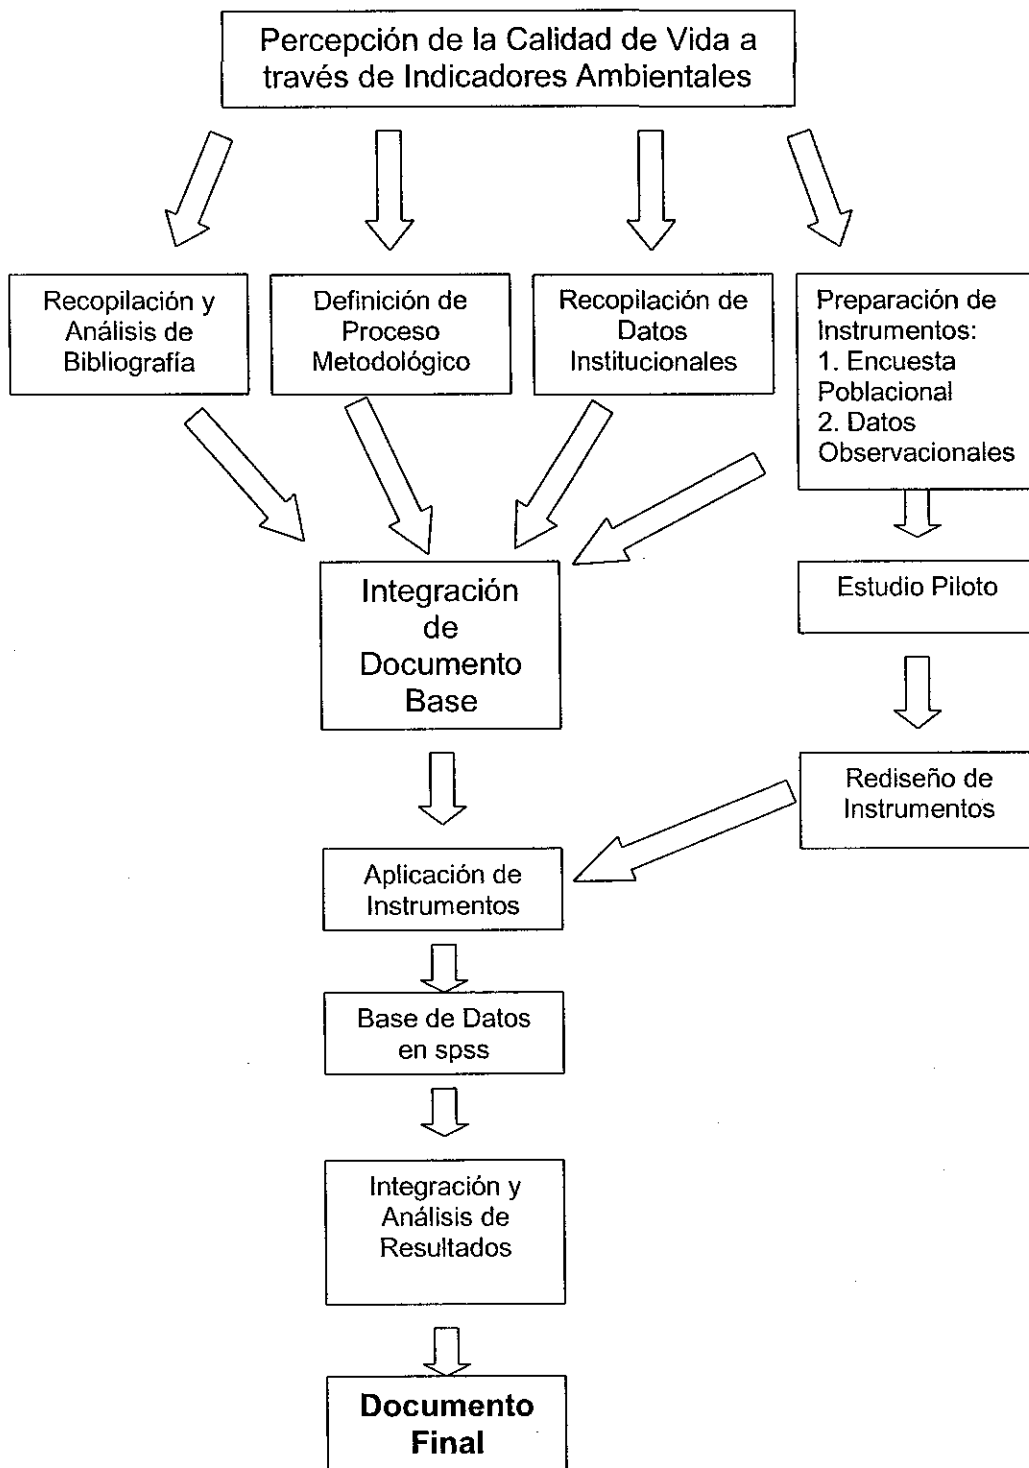 Percepción de la Calidad de Vida a
través de Indicadores Ambientales
Recopilación y
Análisis de
Bibliografía
Definición de
Proceso
Metodológico
Recopilación de
Datos
Institucionales
Preparación de
Instrumentos:
1. Encuesta
Poblacional
2. Datos
Observacionales
Integración
de
Documento
Base
Estudio Piloto
Rediseño de
Instrumentos
Aplicación de
Instrumentos
Base de Datos
en spss
Integración y
Análisis de
Resultados
Documento
Final